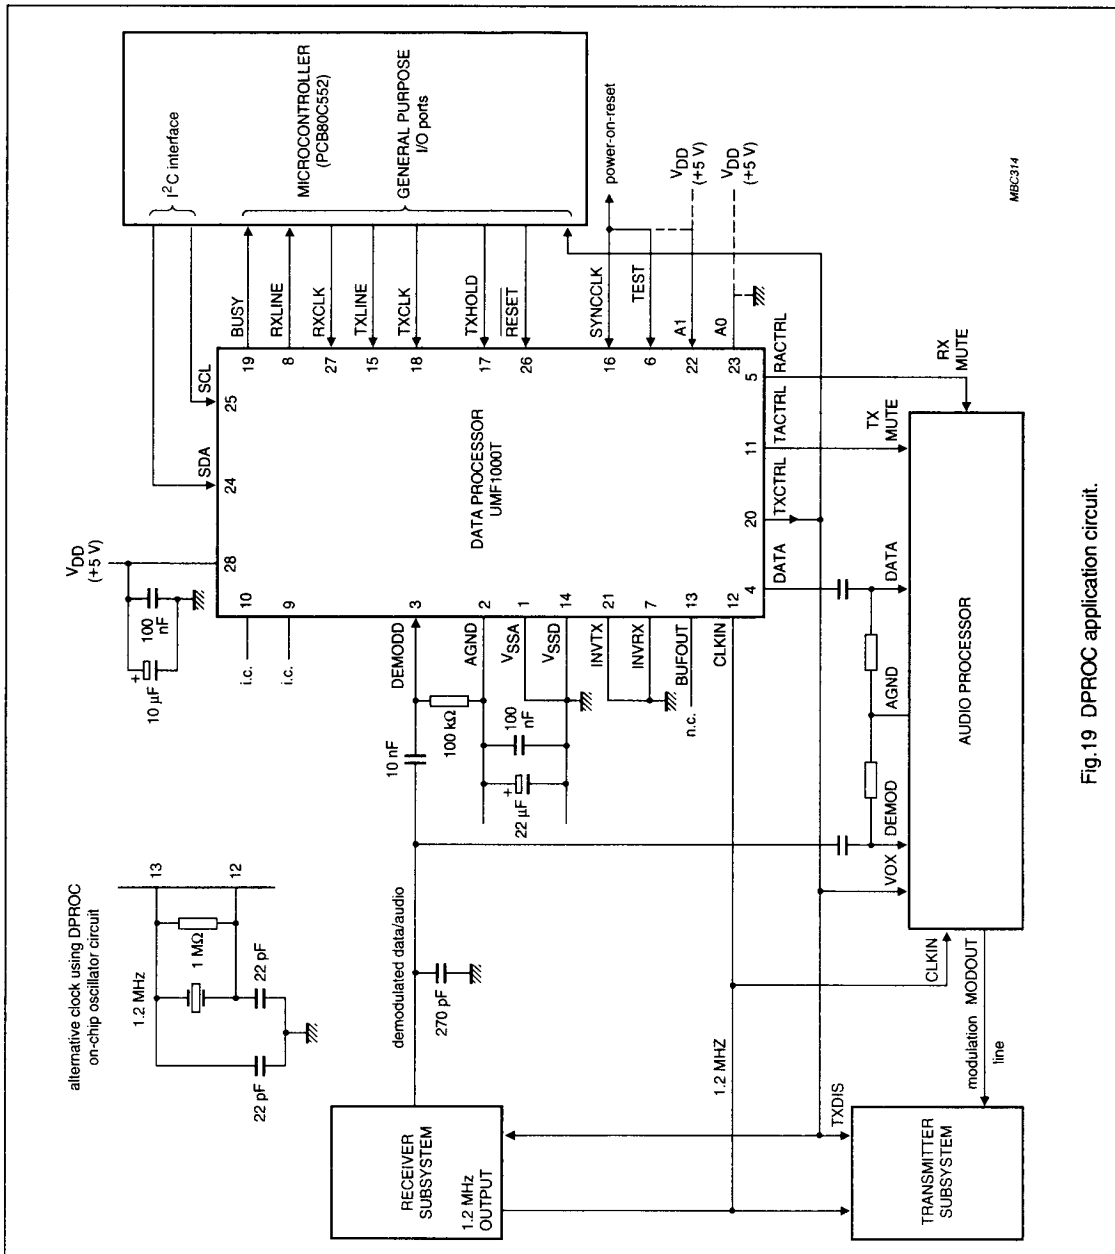 alternative clock using DPROC
on-chip oscillator circuit
1.2 MHz
13
1 MΩ
12
22 pF
22 pF
VDD
(+5 V)
10 µF
+
100
nF
I²C interface
MICROCONTROLLER
(PCB80C552)
GENERAL PURPOSE
I/O ports
SDA
SCL
BUSY
RXLINE
RXCLK
TXLINE
TXCLK
TXHOLD
RESET
SYNCCLK
TEST
A1
A0
power-on-reset
VDD
(+5 V)
VDD
(+5 V)
28
24
25
19
8
27
15
18
17
26
16
6
22
23
DATA PROCESSOR
UMF1000T
10
9
3
2
1
14
21
7
13
12
i.c.
i.c.
DEMODD
AGND
VSSA
VSSD
INVTX
INVRX
BUFOUT
CLKIN
n.c.
10 nF
100 kΩ
100
nF
22 µF
+
4
20
11
5
DATA
TXCTRL
TACTRL
RACTRL
TX
MUTE
RX
MUTE
demodulated data/audio
270 pF
RECEIVER
SUBSYSTEM
1.2 MHz
OUTPUT
1.2 MHZ
TXDIS
TRANSMITTER
SUBSYSTEM
modulation MODOUT
line
CLKIN
VOX
DEMOD
AGND
DATA
AUDIO PROCESSOR
MBC314
Fig.19 DPROC application circuit.